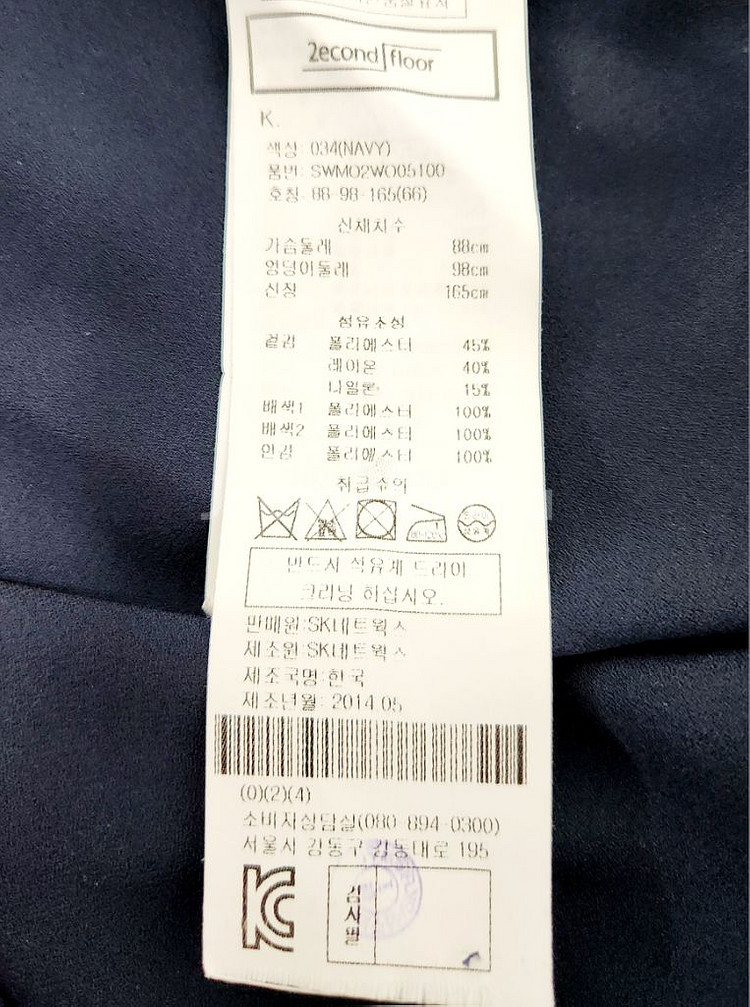 2econd floor
K.
색상: 034(NAVY)
품번: SWMO2WO05100
호칭: 88-98-165(66)
신체치수
가슴둘레 88cm
엉덩이둘레 98cm
신장 165cm
섬유조성
겉감 폴리에스터 45%
레이온 40%
나일론 15%
배색1 폴리에스터 100%
배색2 폴리에스터 100%
안감 폴리에스터 100%
취급주의
드라이
석유계
반드시 석유계 드라이
크리닝 하십시오.
판매원:SK네트웍스
제조원:SK네트웍스
제조국명:한국
제조년월: 2014.05
(0)(2)(4)
소비자상담실(080-894-0300)
서울시 강동구 강동대로 195
KC
검사필